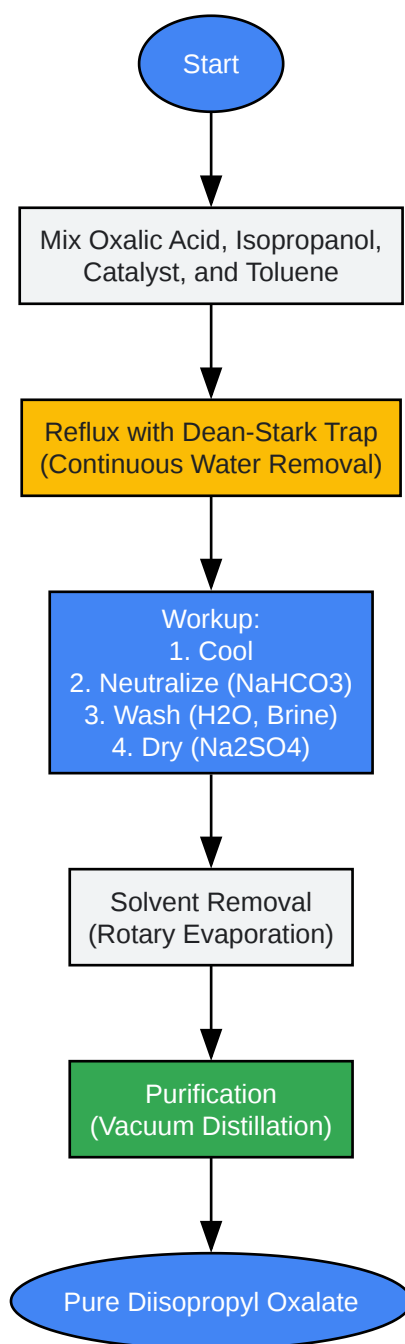 Start
Mix Oxalic Acid, Isopropanol,
Catalyst, and Toluene
Reflux with Dean-Stark Trap
(Continuous Water Removal)
Workup:
1. Cool
2. Neutralize (NaHCO3)
3. Wash (H2O, Brine)
4. Dry (Na2SO4)
Solvent Removal
(Rotary Evaporation)
Purification
(Vacuum Distillation)
Pure Diisopropyl Oxalate